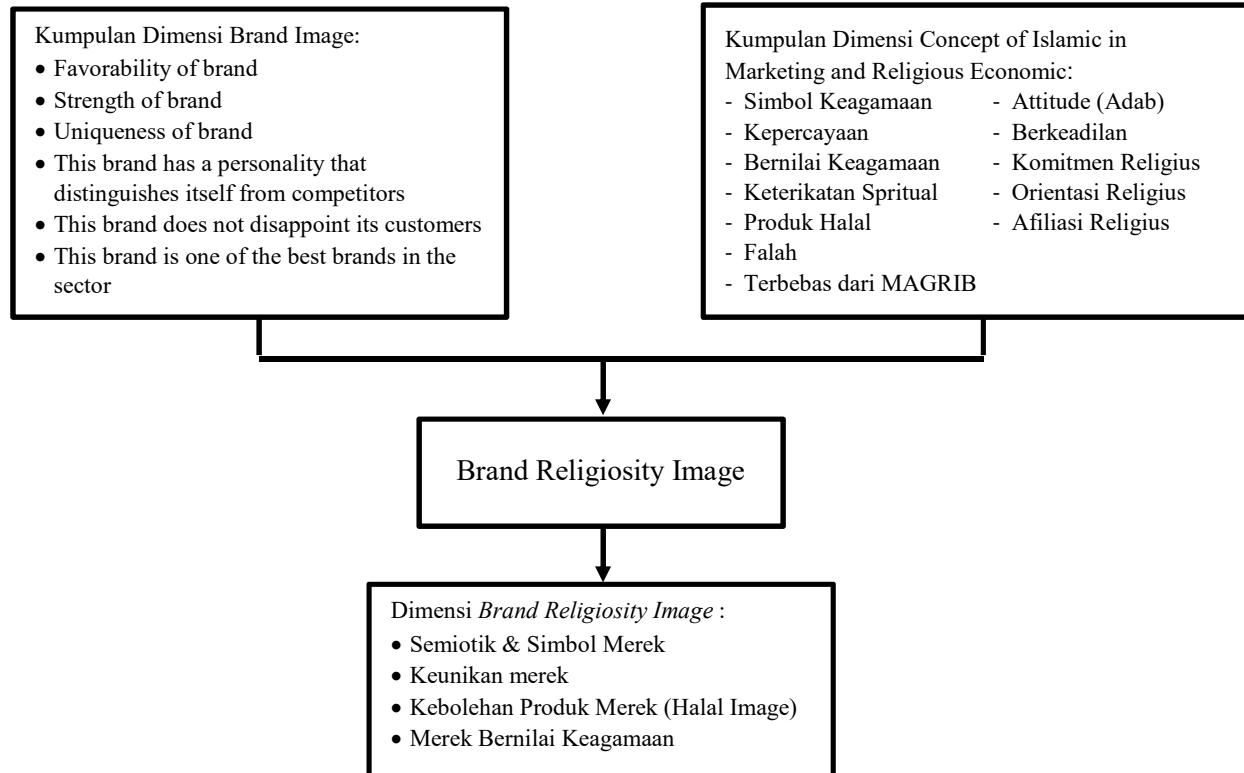 Kumpulan Dimensi Brand Image:
• Favorability of brand
• Strength of brand
• Uniqueness of brand
• This brand has a personality that
distinguishes itself from competitors
• This brand does not disappoint its customers
• This brand is one of the best brands in the
sector
Kumpulan Dimensi Concept of Islamic in
Marketing and Religious Economic:
- Simbol Keagamaan
- Kepercayaan
- Bernilai Keagamaan
- Keterikatan Spritual
- Produk Halal
- Falah
- Terbebas dari MAGRIB
- Attitude (Adab)
- Berkeadilan
- Komitmen Religius
- Orientasi Religius
- Afiliasi Religius
Brand Religiosity Image
Dimensi Brand Religiosity Image :
• Semiotik & Simbol Merek
• Keunikan merek
• Kebolehan Produk Merek (Halal Image)
• Merek Bernilai Keagamaan